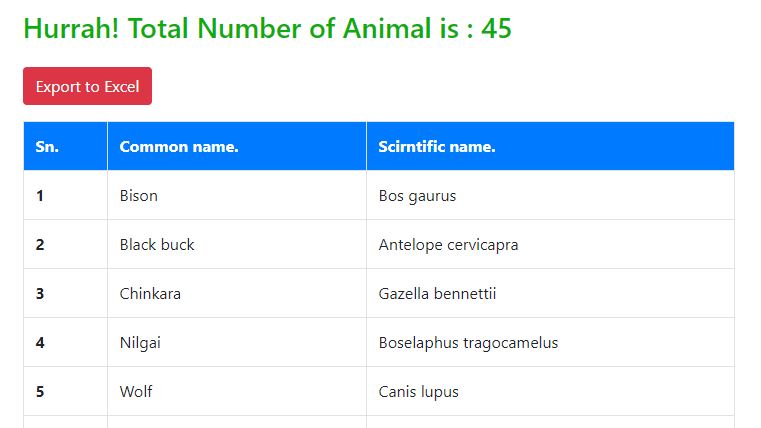 Hurrah! Total Number of Animal is : 45
Export to Excel
Sn. Common name. Scirntific name.
1 Bison Bos gaurus
2 Black buck Antelope cervicapra
3 Chinkara Gazella bennettii
4 Nilgai Boselaphus tragocamelus
5 Wolf Canis lupus